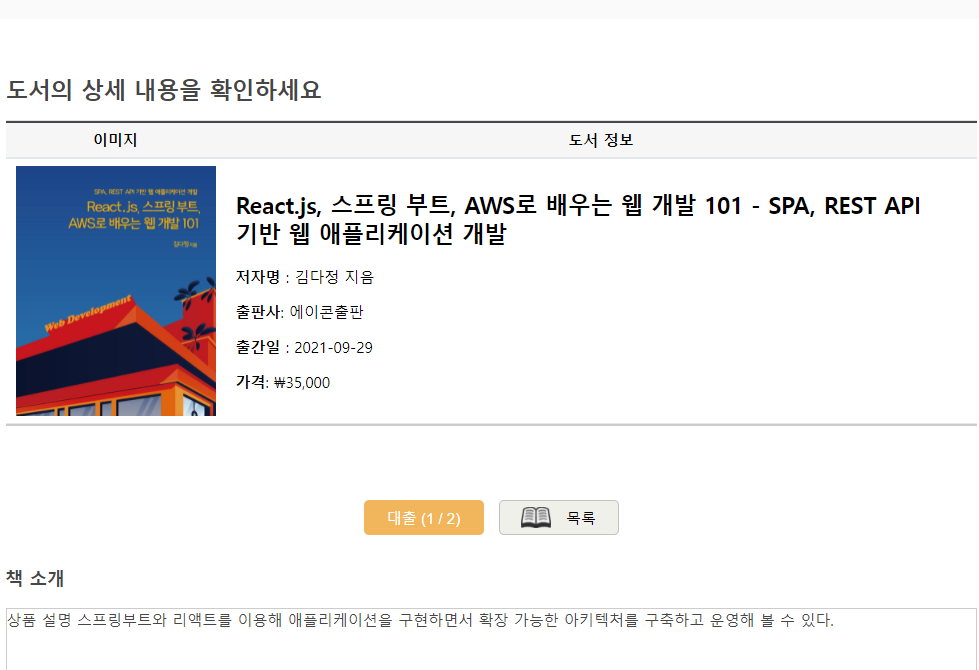 도서의 상세 내용을 확인하세요
이미지
도서 정보
SPA, REST API 기반 웹 애플리케이션 개발
React.js, 스프링 부트,
AWS로 배우는 웹 개발 101
김다정 지음
Web Development
React.js, 스프링 부트, AWS로 배우는 웹 개발 101 - SPA, REST API
기반 웹 애플리케이션 개발
저자명 : 김다정 지음
출판사: 에이콘출판
출간일 : 2021-09-29
가격: ₩35,000
대출 (1 / 2)
목록
책 소개
상품 설명 스프링부트와 리액트를 이용해 애플리케이션을 구현하면서 확장 가능한 아키텍처를 구축하고 운영해 볼 수 있다.